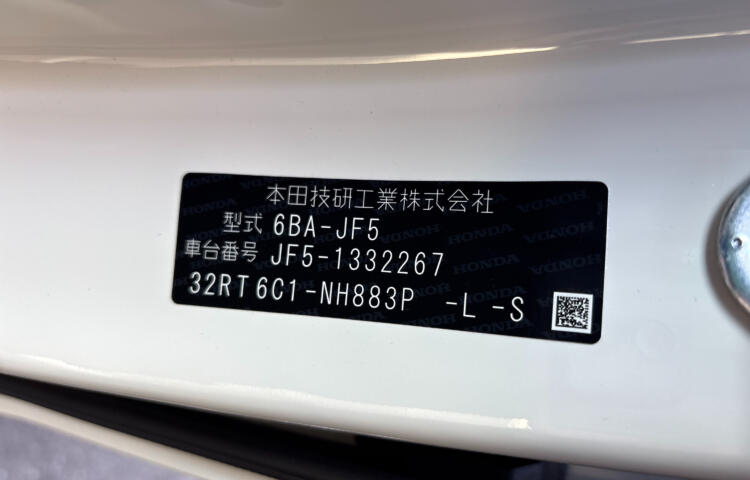 本田技研工業株式会社
型式 6BA-JF5
車台番号 JF5-1332267
32RT6C1-NH883P -L-S